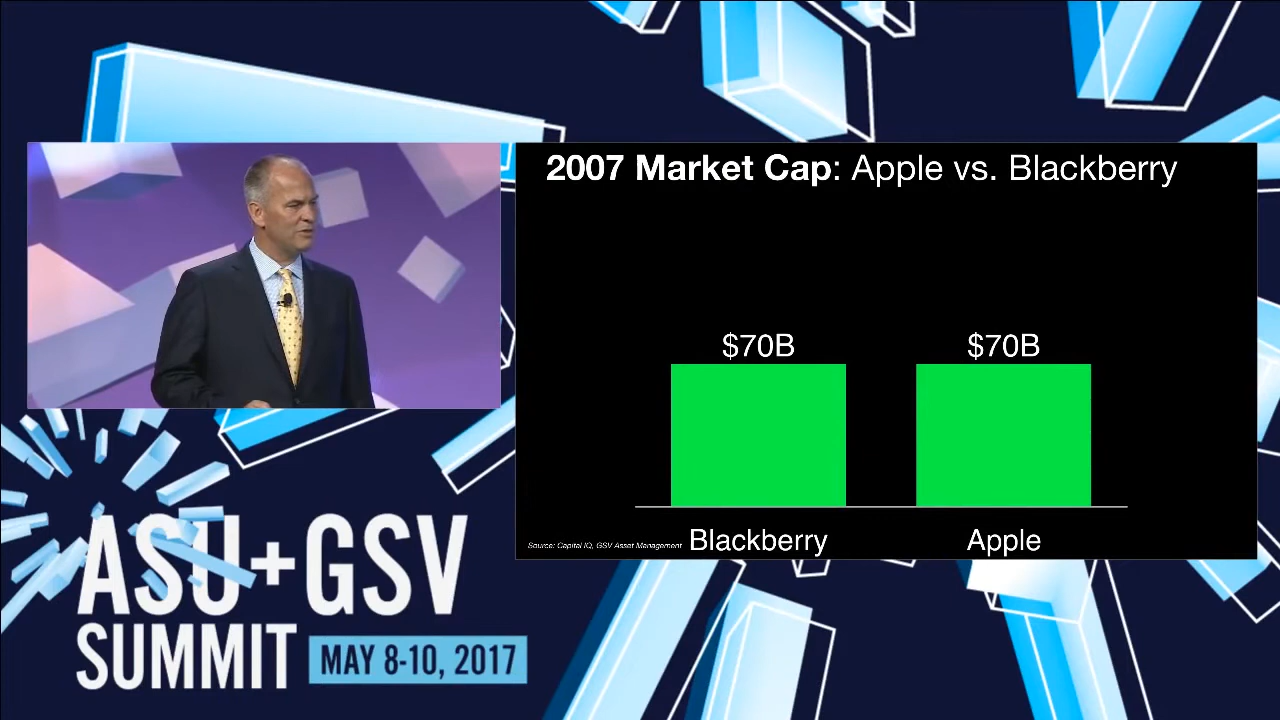 2007 Market Cap: Apple vs. Blackberry
$70B
$70B
Blackberry
Apple
Source: Capital IQ, GSV Asset Management
ASU+GSV
SUMMIT
MAY 8-10, 2017